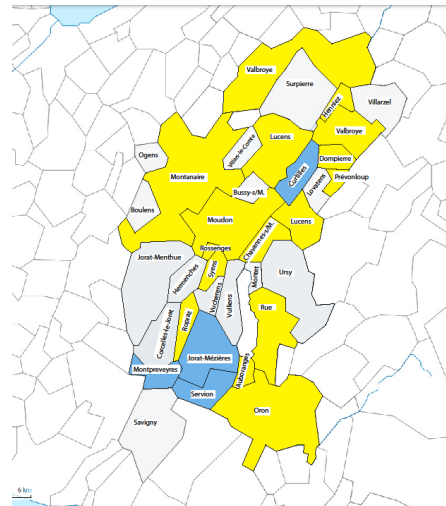 Valbroye
Surpierre
Henniez
Villarzel
Lucens
Valbroye
Villars-le-Comte
Ogens
Dompierre
Montanaire
Curtilles
Lovatens
Prévonloup
Bussy-s/M.
Boulens
Moudon
Chavannes-s/M.
Lucens
Rossenges
Jorat-Menthue
Syens
Hermenches
Montet
Ursy
Vucherens
Vulliens
Rue
Corcelles-le-Jorat
Ropraz
Jorat-Mézières
Montpreveyres
Auboranges
Servion
Oron
Savigny
6 km